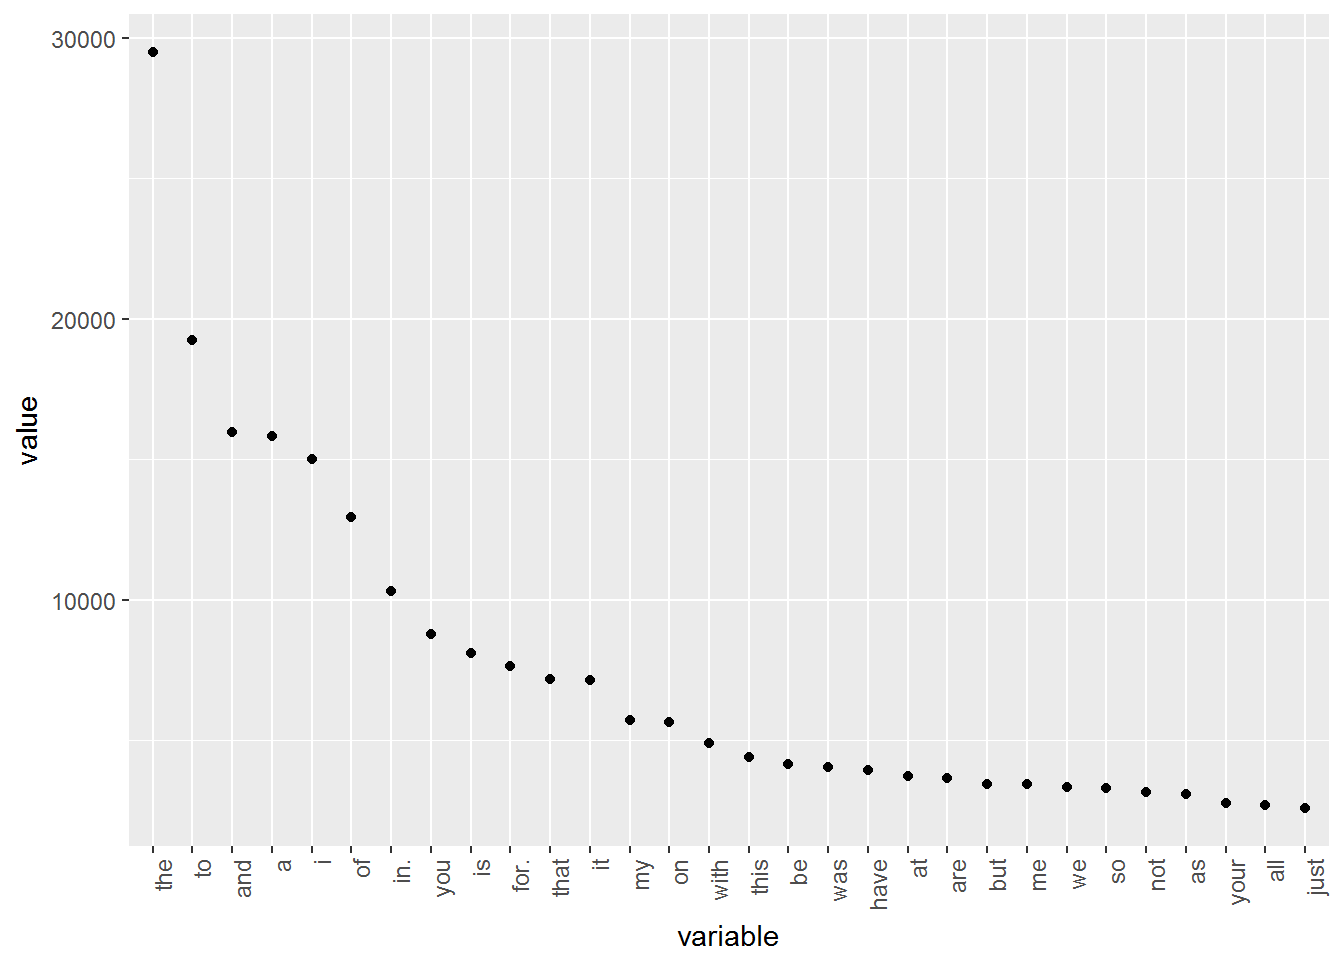 30000
20000
10000
value
the to and a i of in. you is for. that it my on with this be was have at are but me we so not as your all just
variable